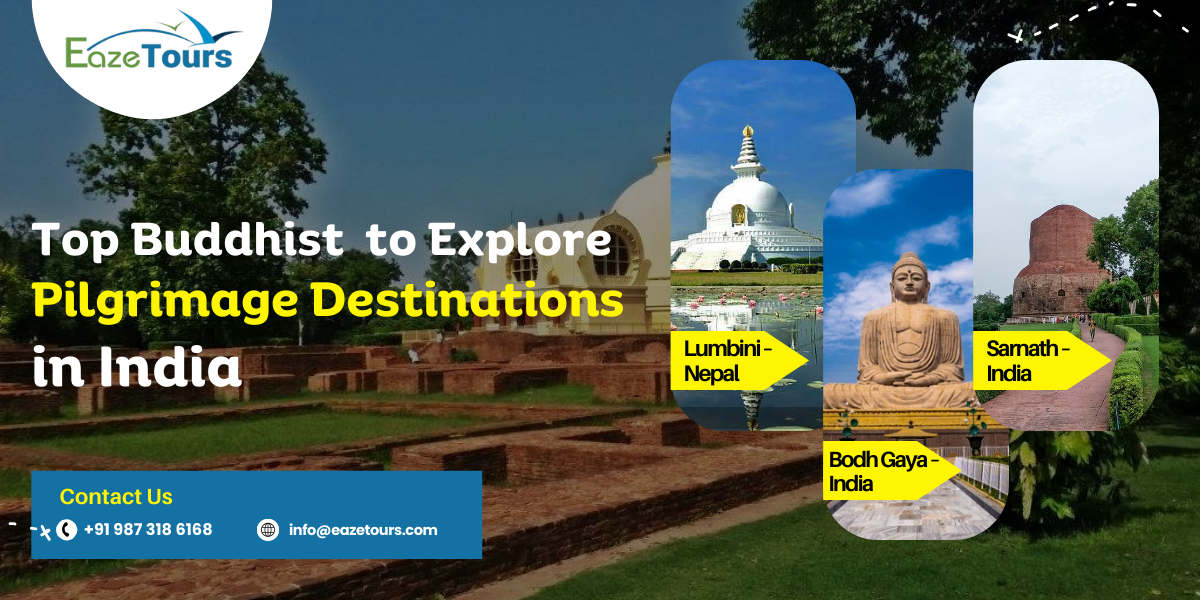 EazeTours
Top Buddhist to Explore
Pilgrimage Destinations
in India
Contact Us
+91 987 318 6168
info@eazetours.com
Lumbini -
Nepal
Bodh Gaya -
India
Sarnath -
India